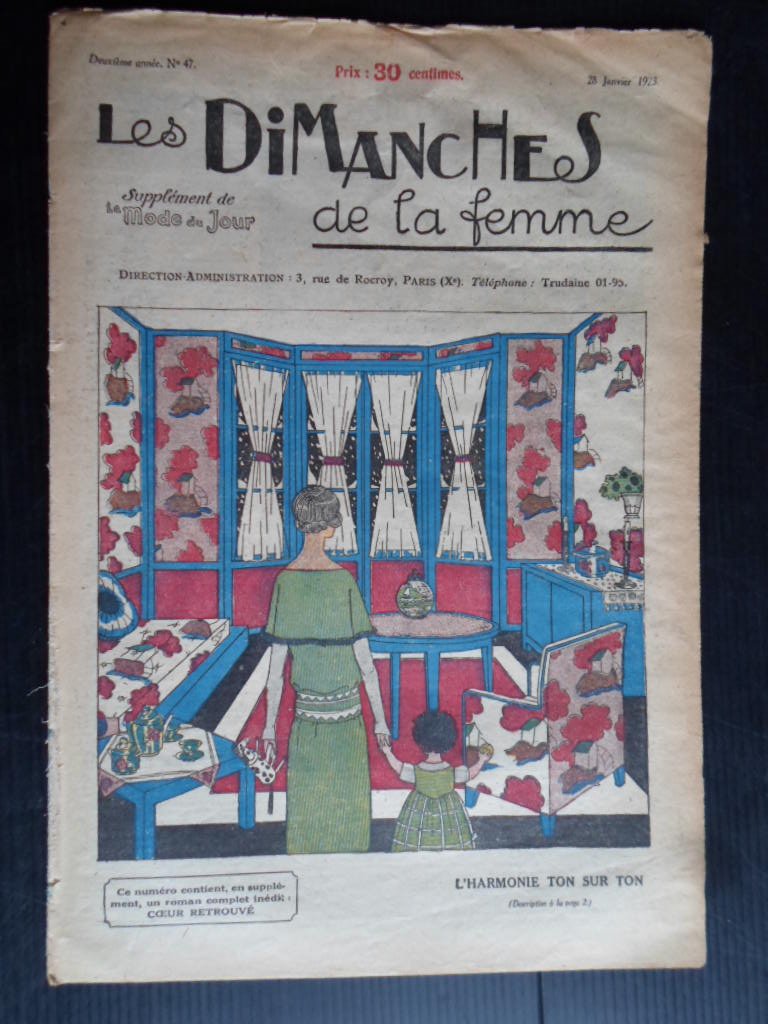 Deuxième année. N° 47.
Prix : 30 centimes.
28 Janvier 1923
Les DiMANCHES
Supplément de
La Mode du Jour
de la femme
DIRECTION-ADMINISTRATION : 3, rue de Rocroy, PARIS (Xe). Téléphone : Trudaine 01-95.
Ce numéro contient, en supplé-
ment, un roman complet inédit :
CŒUR RETROUVÉ
L'HARMONIE TON SUR TON
(Description à la page 2.)